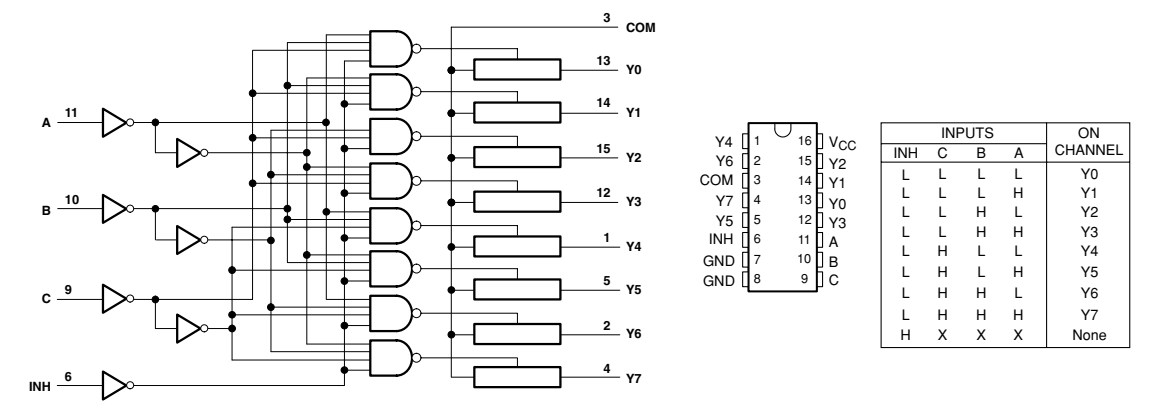 3 COM
13 Y0
14 Y1
A 11
15 Y2
12 Y3
B 10
1 Y4
5 Y5
C 9
2 Y6
4 Y7
INH 6
Y4 1 16 VCC
Y6 2 15 Y2
COM 3 14 Y1
Y7 4 13 Y0
Y5 5 12 Y3
INH 6 11 A
GND 7 10 B
GND 8 9 C
INPUTS ON CHANNEL
INH C B A
L L L L Y0
L L L H Y1
L L H L Y2
L L H H Y3
L H L L Y4
L H L H Y5
L H H L Y6
L H H H Y7
H X X X None